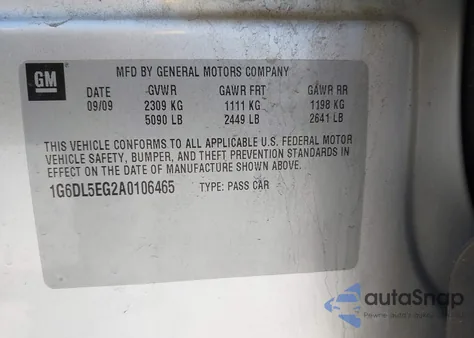 GM
MFD BY GENERAL MOTORS COMPANY
DATE GVWR GAWR FRT GAWR RR
09/09 2309 KG 1111 KG 1198 KG
5090 LB 2449 LB 2641 LB
THIS VEHICLE CONFORMS TO ALL APPLICABLE U.S. FEDERAL MOTOR
VEHICLE SAFETY, BUMPER, AND THEFT PREVENTION STANDARDS IN
EFFECT ON THE DATE OF MANUFACTURE SHOWN ABOVE.
1G6DL5EG2A0106465 TYPE: PASS CAR
autoSnap